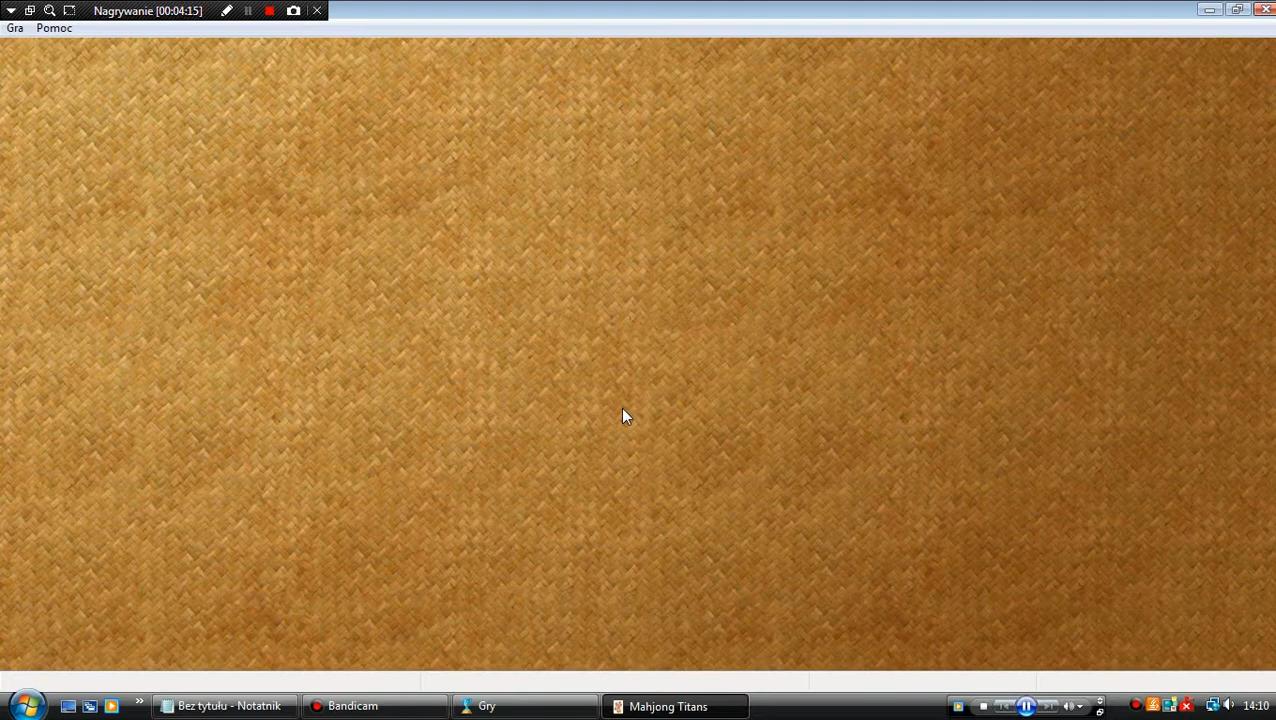 Nagrywanie [00:04:15]
Gra Pomoc
» Bez tytułu - Notatnik Bandicam Gry Mahjong Titans 14:10